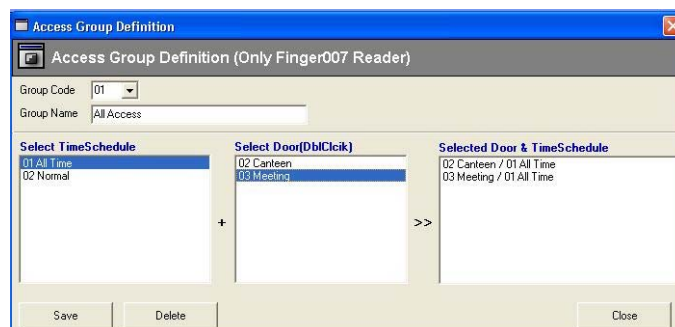 Access Group Definition
Access Group Definition (Only Finger007 Reader)
Group Code 01
Group Name All Access
Select TimeSchedule
01 All Time
02 Normal
+
Select Door(DblClcik)
02 Canteen
03 Meeting
>>
Selected Door & TimeSchedule
02 Canteen / 01 All Time
03 Meeting / 01 All Time
Save Delete Close